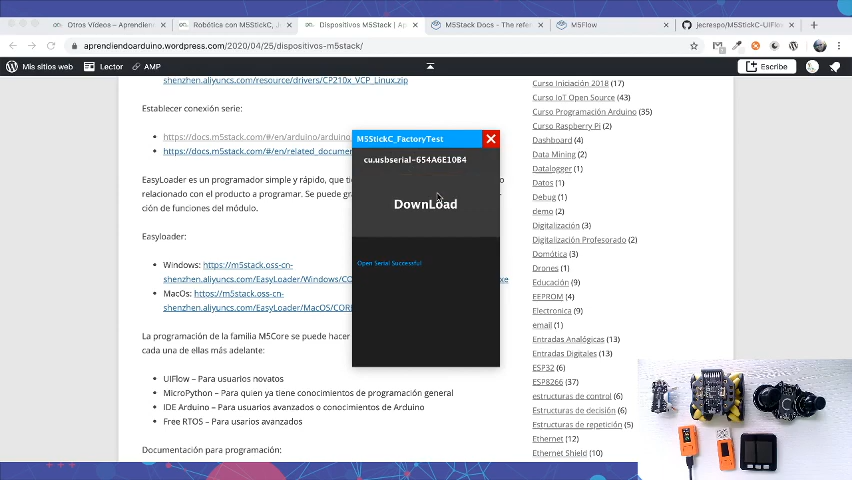 Otros Vídeos – Aprendien
Robótica con M5StickC, Jc
Dispositivos M5Stack | Ap
M5Stack Docs - The refer
M5Flow
jecrespo/M5StickC-UIFlow
aprendiendoarduino.wordpress.com/2020/04/25/dispositivos-m5stack/
Mis sitios web
Lector
AMP
Escribe
shenzhen.aliyuncs.com/resource/drivers/CP210x_VCP_Linux.zip
Establecer conexión serie:
https://docs.m5stack.com/#/en/arduino/arduino
https://docs.m5stack.com/#/en/related_documen
EasyLoader es un programador simple y rápido, que tie
relacionado con el producto a programar. Se puede gra
ción de funciones del módulo.
Easyloader:
Windows: https://m5stack.oss-cn-
shenzhen.aliyuncs.com/EasyLoader/Windows/CO
xe
MacOs: https://m5stack.oss-cn-
shenzhen.aliyuncs.com/EasyLoader/MacOS/CORE
La programación de la familia M5Core se puede hacer
cada una de ellas más adelante:
UIFlow – Para usuarios novatos
MicroPython – Para quien ya tiene conocimientos de programación general
IDE Arduino – Para usuarios avanzados o conocimientos de Arduino
Free RTOS – Para usarios avanzados
Documentación para programación:
M5StickC_FactoryTest
cu.usbserial-654A6E10B4
DownLoad
Open Serial Successful
Curso Iniciación 2018 (17)
Curso IoT Open Source (43)
Curso Programación Arduino (35)
Curso Raspberry Pi (2)
Dashboard (4)
Data Mining (2)
Datalogger (1)
Datos (1)
Debug (1)
demo (2)
Digitalización (3)
Digitalización Profesorado (2)
Domótica (3)
Drones (1)
Educación (9)
EEPROM (4)
Electronica (9)
email (1)
Entradas Analógicas (13)
Entradas Digitales (13)
ESP32 (6)
ESP8266 (37)
estructuras de control (6)
Estructuras de decisión (6)
Estructuras de repetición (5)
Ethernet (12)
Ethernet Shield (10)